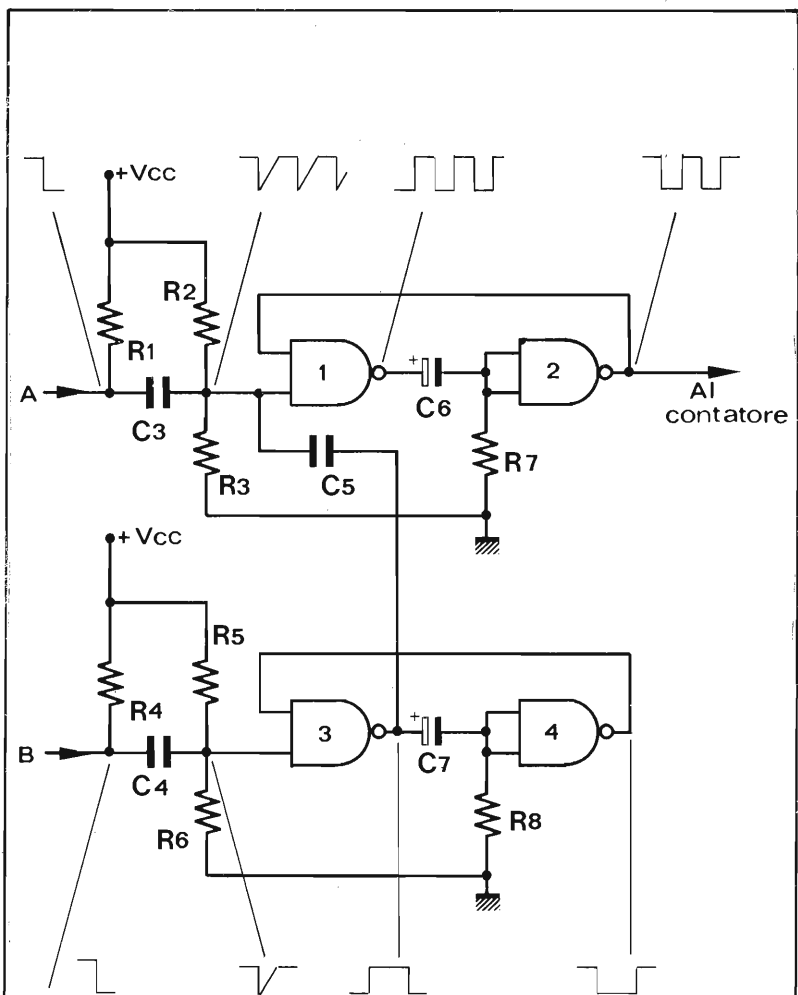 +Vcc
R2
R1
1
+
2
A
C3
C6
Al
contatore
R3
C5
R7
+Vcc
R5
R4
3
+
4
B
C4
C7
R6
R8